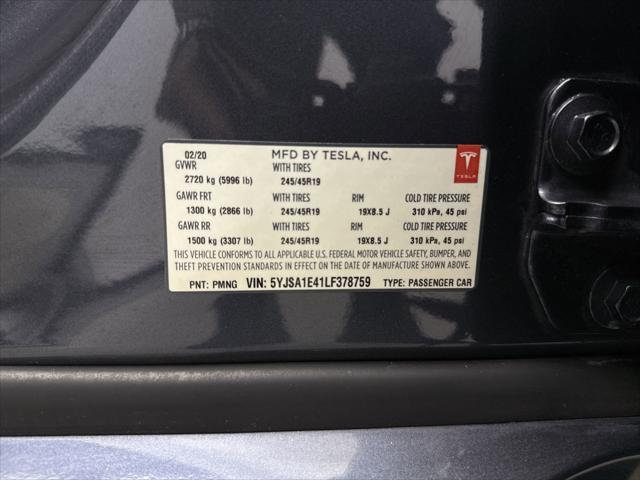 02/20 MFD BY TESLA, INC.
GVWR WITH TIRES
2720 kg (5996 lb) 245/45R19
TESLA
GAWR FRT WITH TIRES RIM COLD TIRE PRESSURE
1300 kg (2866 lb) 245/45R19 19X8.5 J 310 kPa, 45 psi
GAWR RR WITH TIRES RIM COLD TIRE PRESSURE
1500 kg (3307 lb) 245/45R19 19X8.5 J 310 kPa, 45 psi
THIS VEHICLE CONFORMS TO ALL APPLICABLE U.S. FEDERAL MOTOR VEHICLE SAFETY, BUMPER, AND
THEFT PREVENTION STANDARDS IN EFFECT ON THE DATE OF MANUFACTURE SHOWN ABOVE.
PNT: PMNG VIN: 5YJSA1E41LF378759 TYPE: PASSENGER CAR